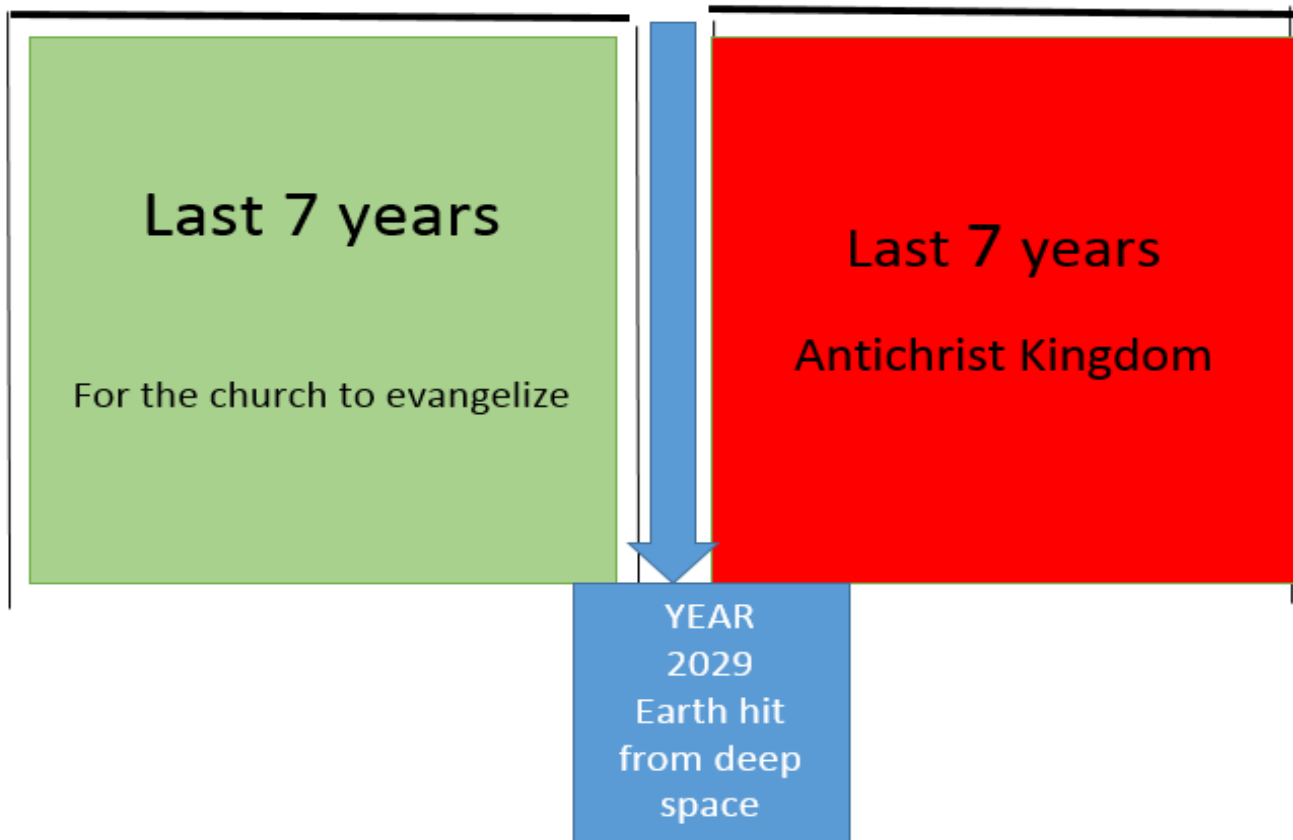 Last 7 years
For the church to evangelize
Last 7 years
Antichrist Kingdom
YEAR
2029
Earth hit
from deep
space